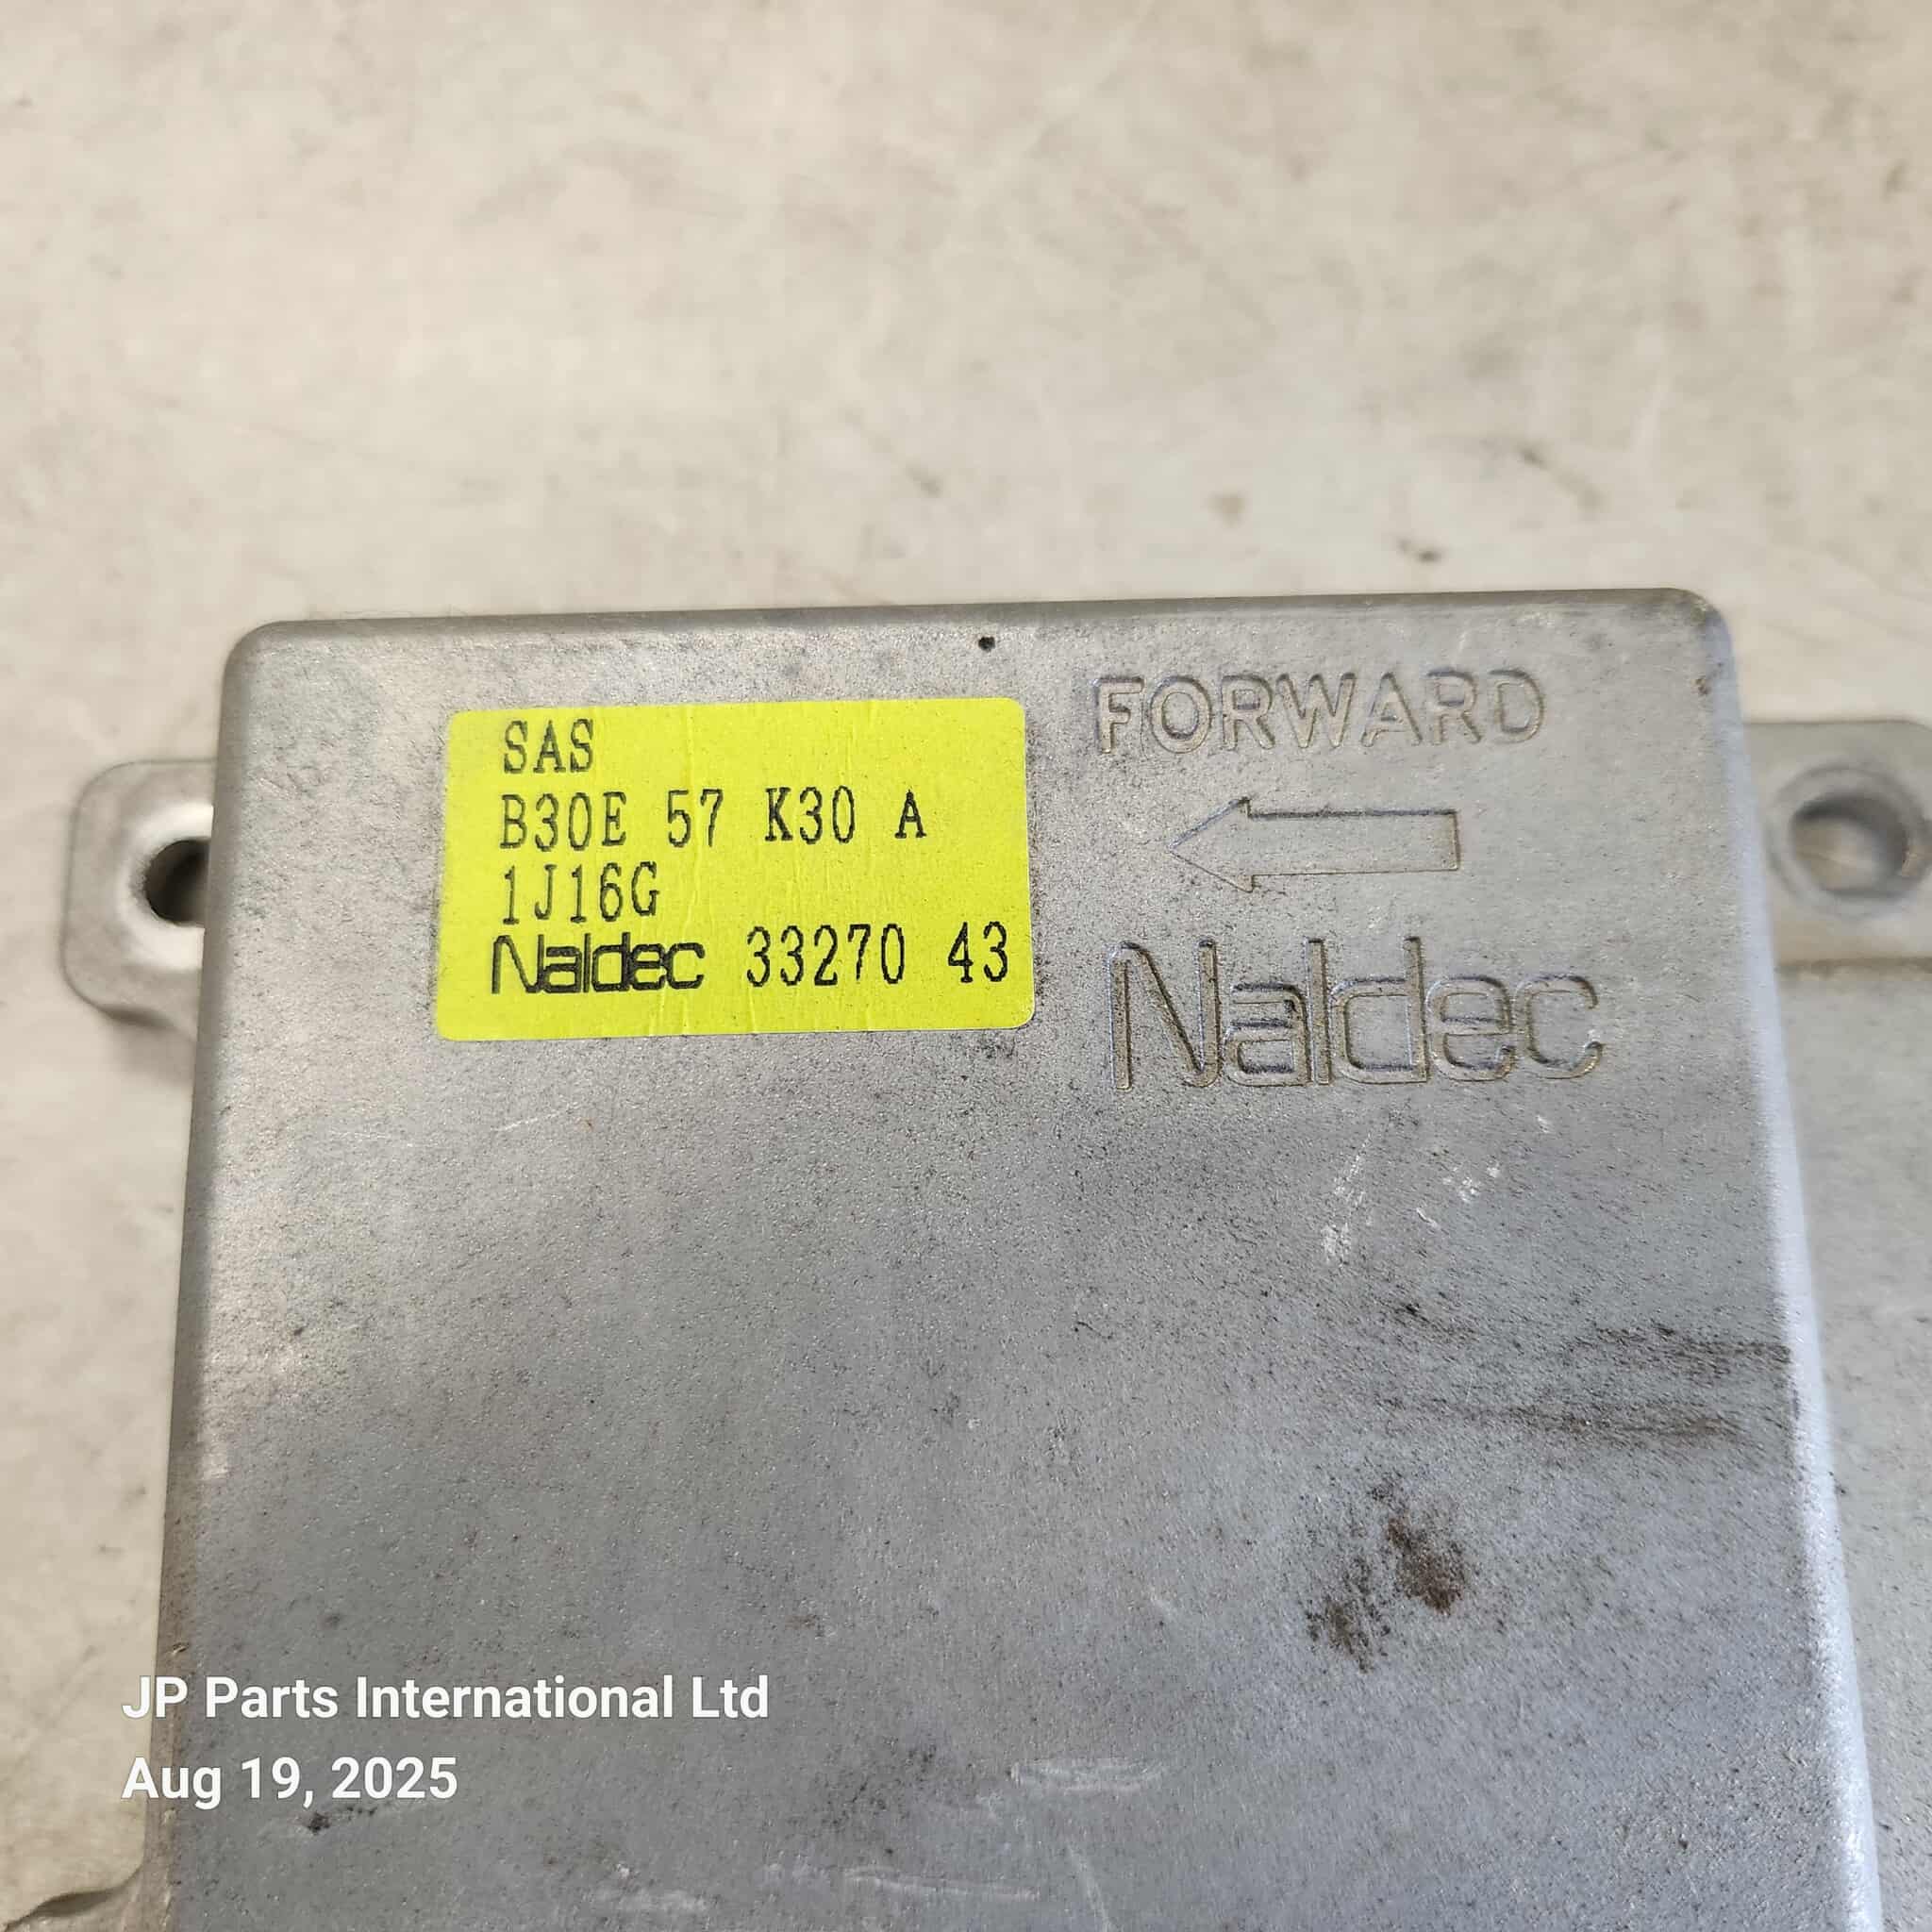 SAS
B30E 57 K30 A
1J16G
Naldec 33270 43
FORWARD
Naldec
JP Parts International Ltd
Aug 19, 2025